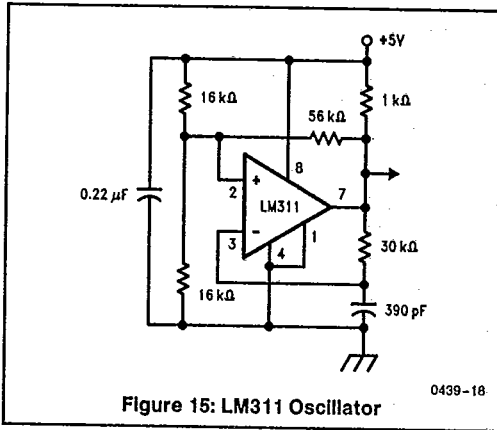 +5V
16 kΩ
1 kΩ
56 kΩ
8
0.22 μF
2
+
LM311
7
3
−
4
1
30 kΩ
16 kΩ
390 pF
0439-18
Figure 15: LM311 Oscillator